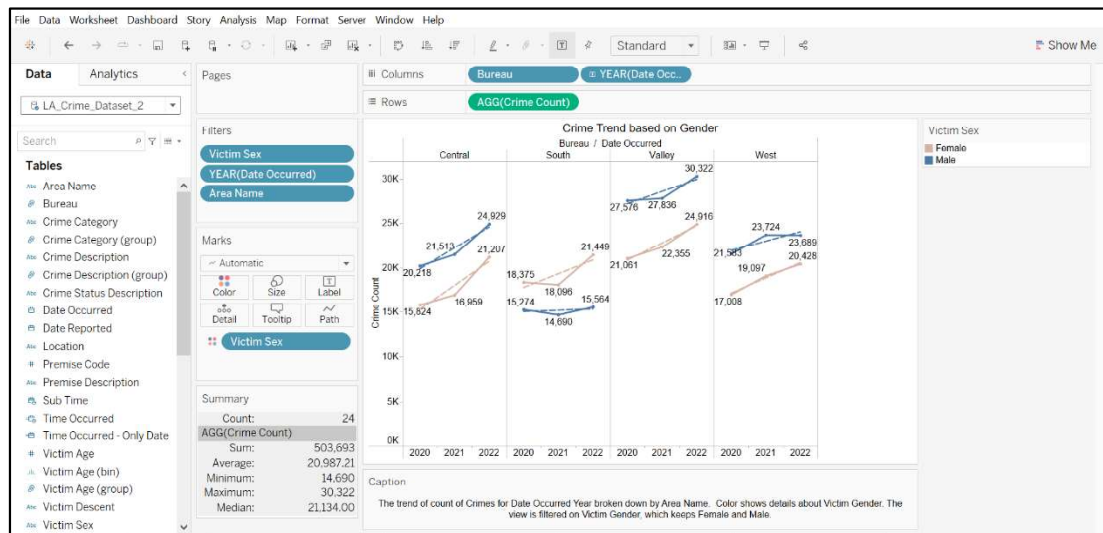 File Data Worksheet Dashboard Story Analysis Map Format Server Window Help
Standard
Show Me
Data Analytics
LA_Crime_Dataset_2
Search
Tables
Area Name
Bureau
Crime Category
Crime Category (group)
Crime Description
Crime Description (group)
Crime Status Description
Date Occurred
Date Reported
Location
Premise Code
Premise Description
Sub Time
Time Occurred
Time Occurred - Only Date
Victim Age
Victim Age (bin)
Victim Age (group)
Victim Descent
Victim Sex
Pages
Filters
Victim Sex
YEAR(Date Occurred)
Area Name
Marks
Automatic
Color Size Label
Detail Tooltip Path
Victim Sex
Summary
Count: 24
AGG(Crime Count)
Sum: 503,693
Average: 20,987.21
Minimum: 14,690
Maximum: 30,322
Median: 21,134.00
Columns Bureau YEAR(Date Occ..
Rows AGG(Crime Count)
Crime Trend based on Gender
Bureau / Date Occurred
Central South Valley West
Crime Count
30K
25K
20K
15K
10K
5K
0K
20,218 21,513 24,929
15,824 16,959 21,207
18,375 18,096 21,449
15,274 14,690 15,564
27,576 27,836 30,322
21,061 22,355 24,916
21,583 23,724 23,689
17,008 19,097 20,428
2020 2021 2022 2020 2021 2022 2020 2021 2022 2020 2021 2022
Caption
The trend of count of Crimes for Date Occurred Year broken down by Area Name. Color shows details about Victim Gender. The
view is filtered on Victim Gender, which keeps Female and Male.
Victim Sex
Female
Male